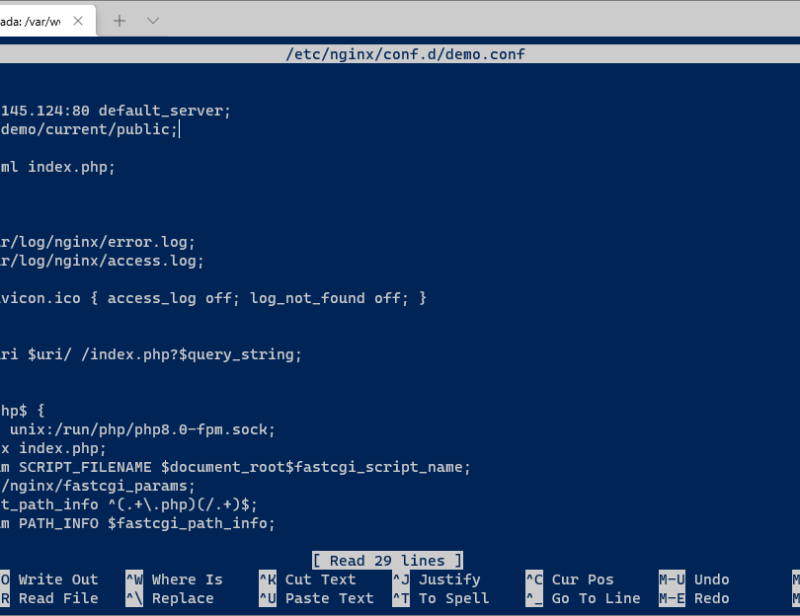 ada: /var/w
/etc/nginx/conf.d/demo.conf
145.124:80 default_server;
demo/current/public;
ml index.php;
r/log/nginx/error.log;
r/log/nginx/access.log;
vicon.ico { access_log off; log_not_found off; }
ri $uri/ /index.php?$query_string;
hp$ {
unix:/run/php/php8.0-fpm.sock;
x index.php;
m SCRIPT_FILENAME $document_root$fastcgi_script_name;
/nginx/fastcgi_params;
t_path_info ^(.+\.php)(/.+)$;
m PATH_INFO $fastcgi_path_info;
[ Read 29 lines ]
O Write Out ^W Where Is ^K Cut Text ^J Justify ^C Cur Pos M-U Undo M
R Read File ^\ Replace ^U Paste Text ^T To Spell ^_ Go To Line M-E Redo M